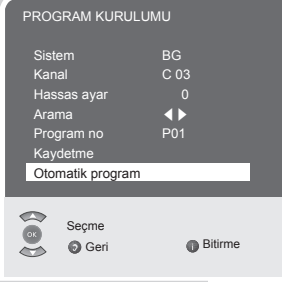 PROGRAM KURULUMU
Sistem BG
Kanal C 03
Hassas ayar 0
Arama
Program no P01
Kaydetme
Otomatik program
Seçme
OK
Geri
Bitirme